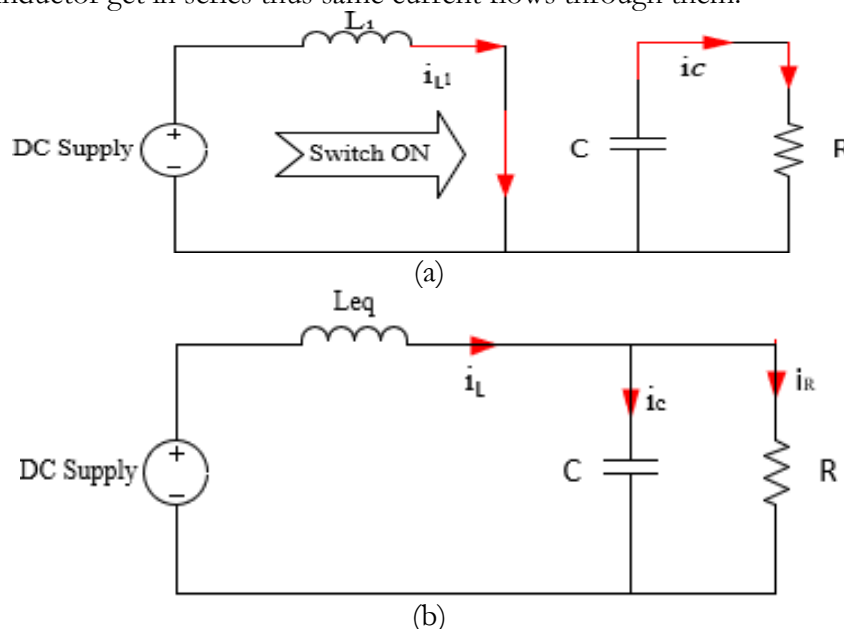 nductor get in series thus same current flows through them.
L1
iL1
ic
DC Supply
+
−
Switch ON
C
R
(a)
Leq
iL
ic
iR
DC Supply
+
−
C
R
(b)